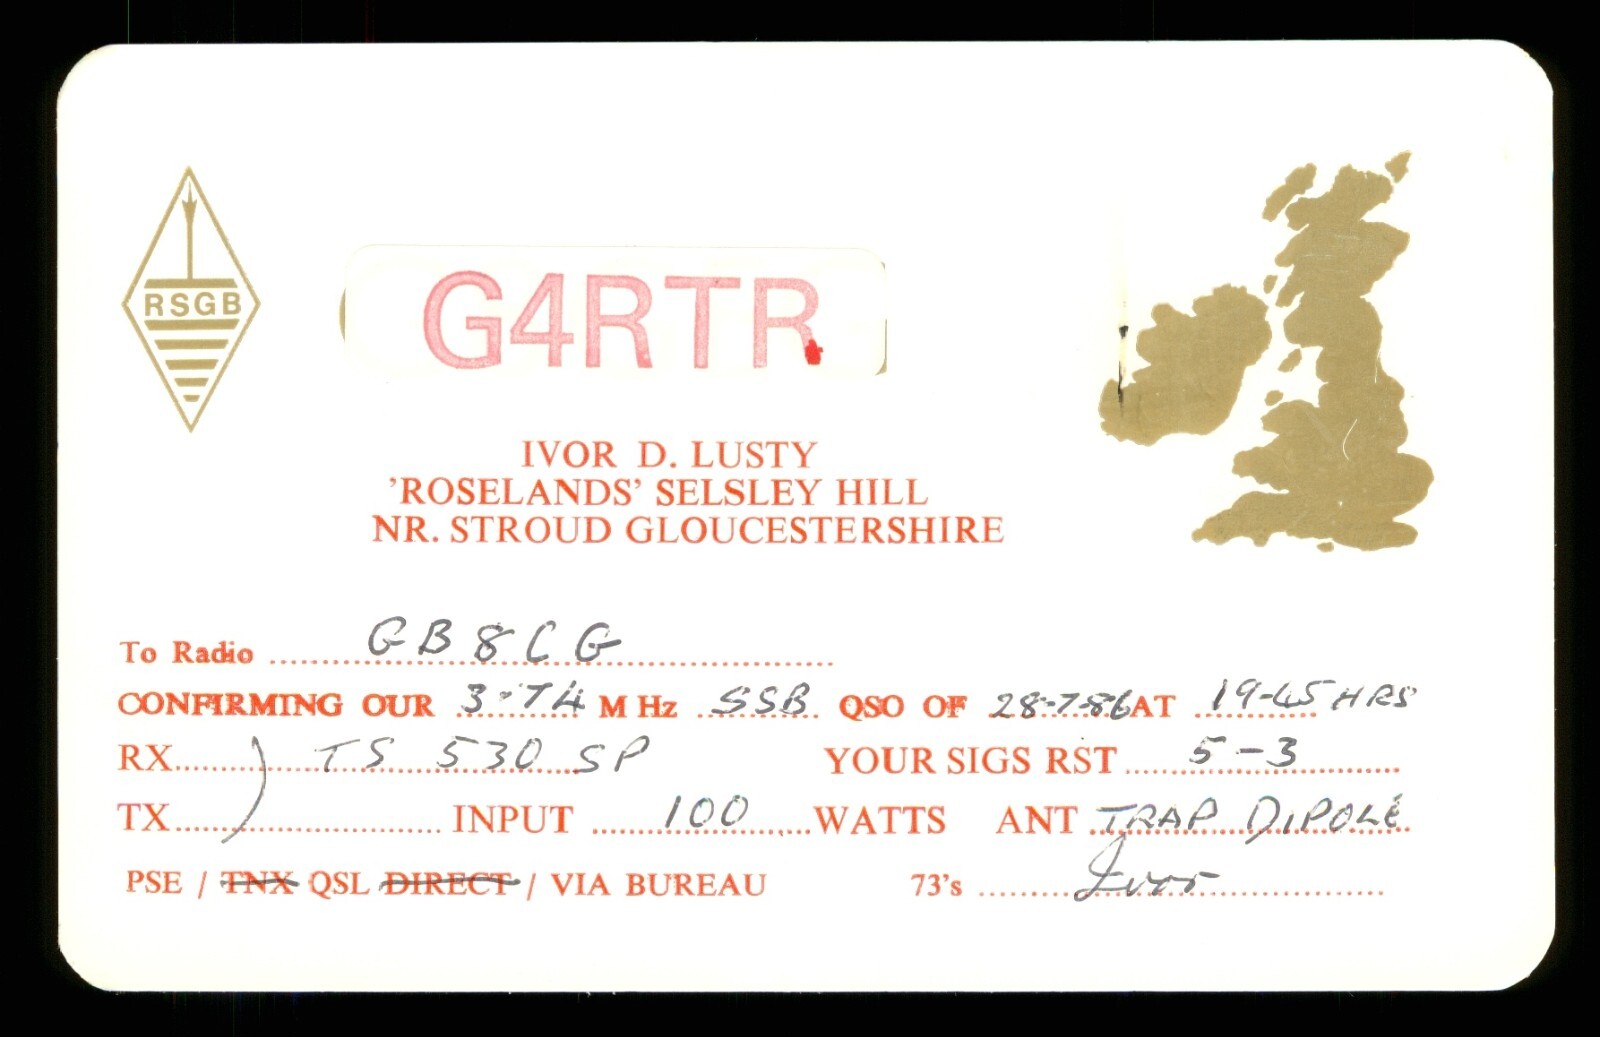 RSGB
G4RTR
IVOR D. LUSTY
'ROSELANDS' SELSLEY HILL
NR. STROUD GLOUCESTERSHIRE
To Radio GB8CG
CONFIRMING OUR 3.74 MHz SSB QSO OF 28-7-86 AT 19-45 HRS
RX ) TS 530 SP YOUR SIGS RST 5-3
TX INPUT 100 WATTS ANT TRAP DIPOLE
PSE / TNX QSL DIRECT / VIA BUREAU 73's Ivor